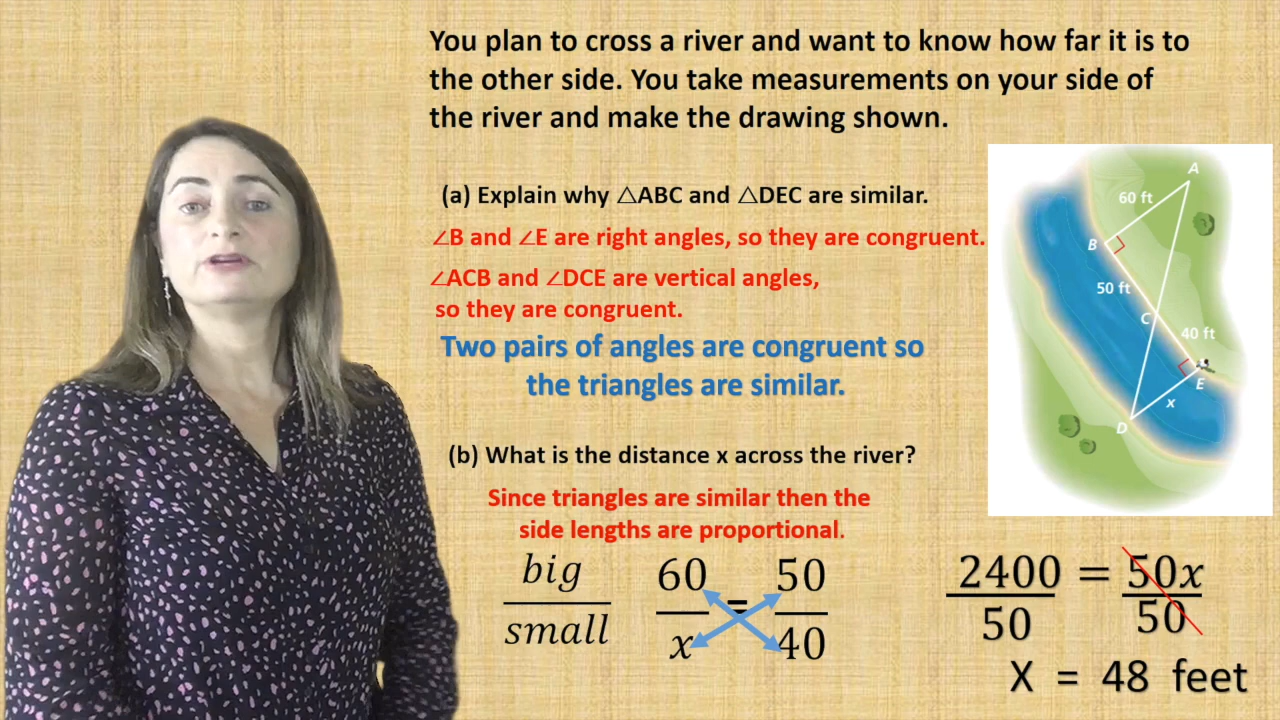 You plan to cross a river and want to know how far it is to
the other side. You take measurements on your side of
the river and make the drawing shown.
(a) Explain why △ABC and △DEC are similar.
∠B and ∠E are right angles, so they are congruent.
∠ACB and ∠DCE are vertical angles,
so they are congruent.
Two pairs of angles are congruent so
the triangles are similar.
A
60 ft
B
50 ft
C
40 ft
E
x
D
(b) What is the distance x across the river?
Since triangles are similar then the
side lengths are proportional.
big
small
60
x
=
50
40
2400 = 50x
50 50
X = 48 feet